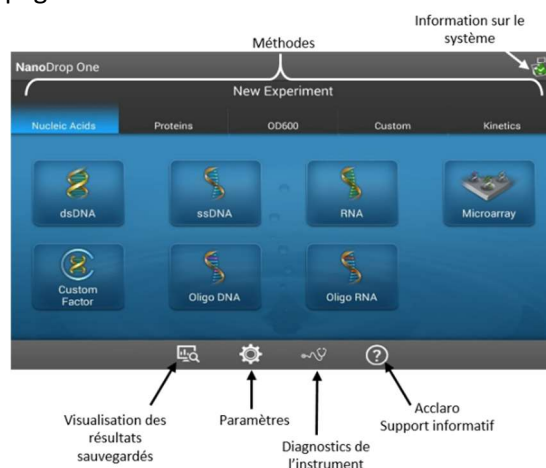 Information sur le
système
Méthodes
NanoDrop One
New Experiment
Nucleic Acids
Proteins
OD600
Custom
Kinetics
dsDNA
ssDNA
RNA
Microarray
Custom
Factor
Oligo DNA
Oligo RNA
?
Visualisation des
résultats
sauvegardés
Paramètres
Diagnostics de
l'instrument
Acclaro
Support informatif